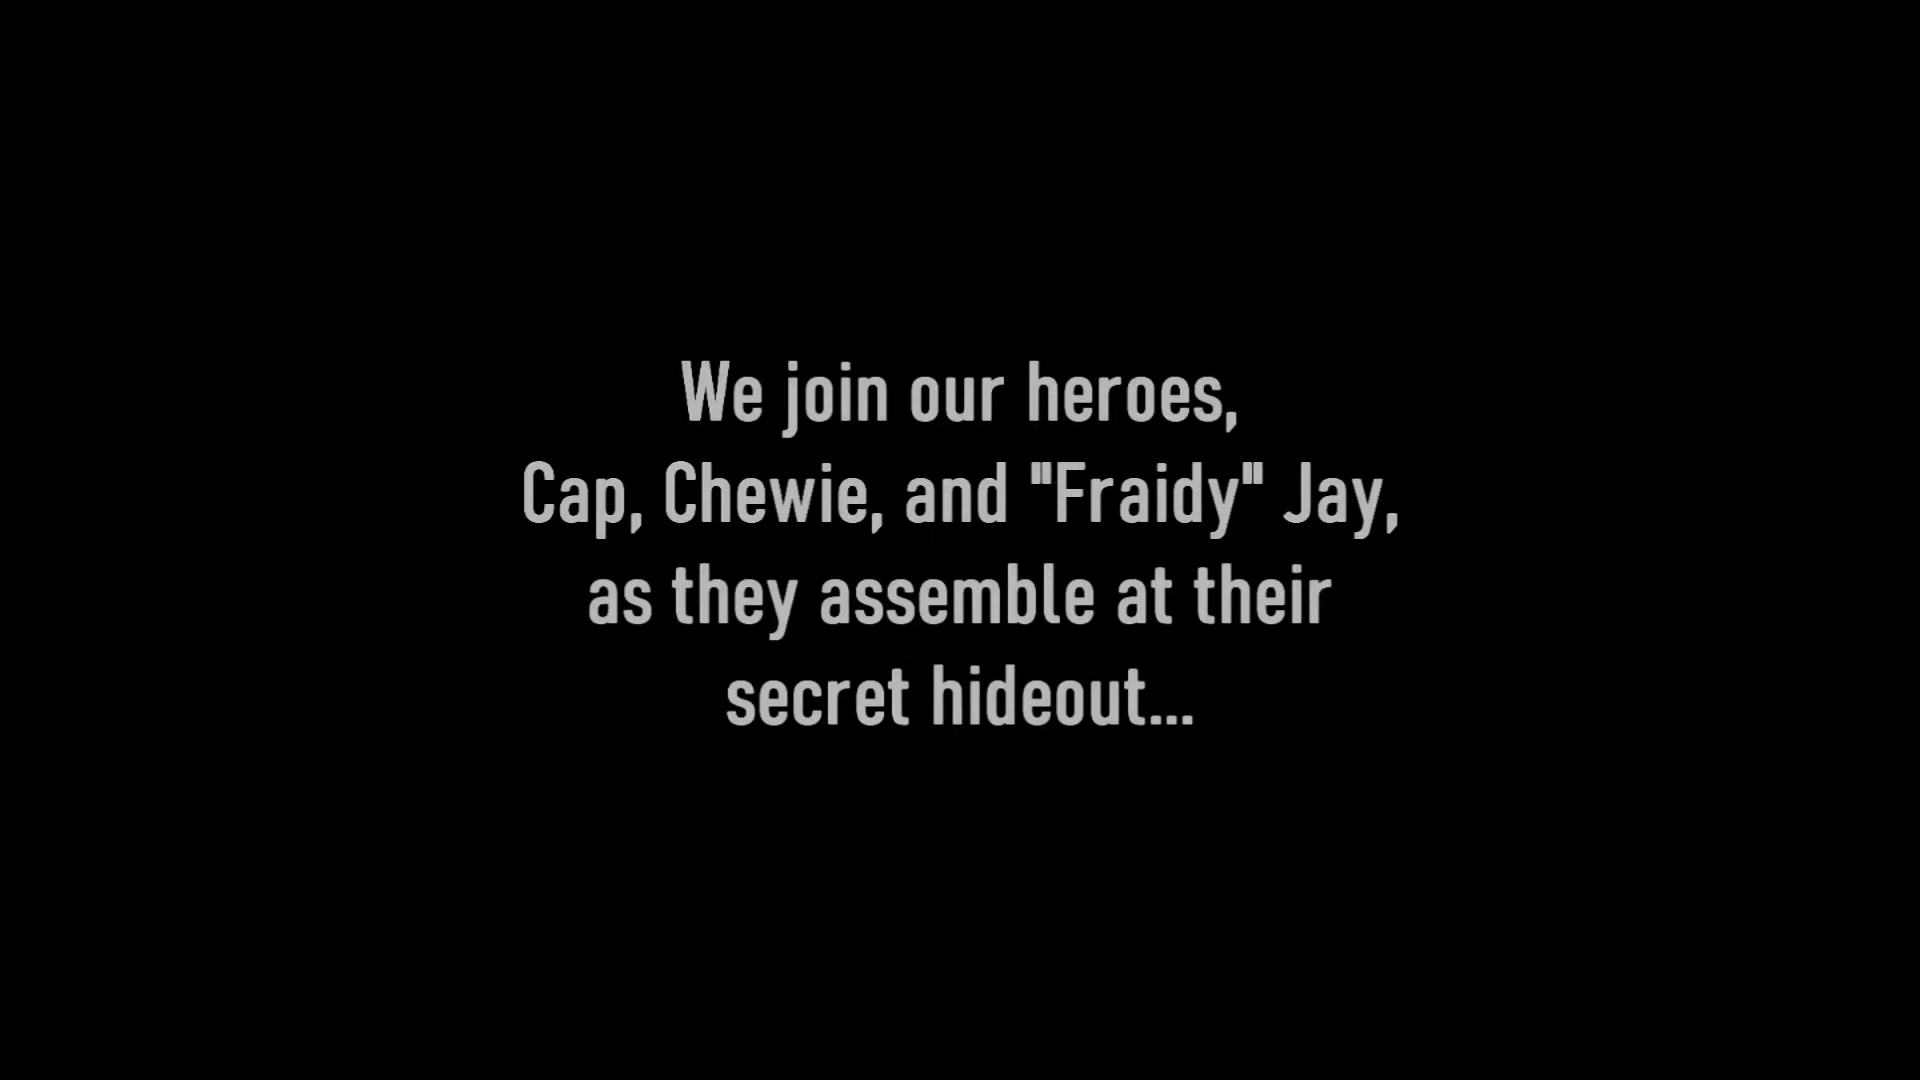 We join our heroes,
Cap, Chewie, and "Fraidy" Jay,
as they assemble at their
secret hideout...